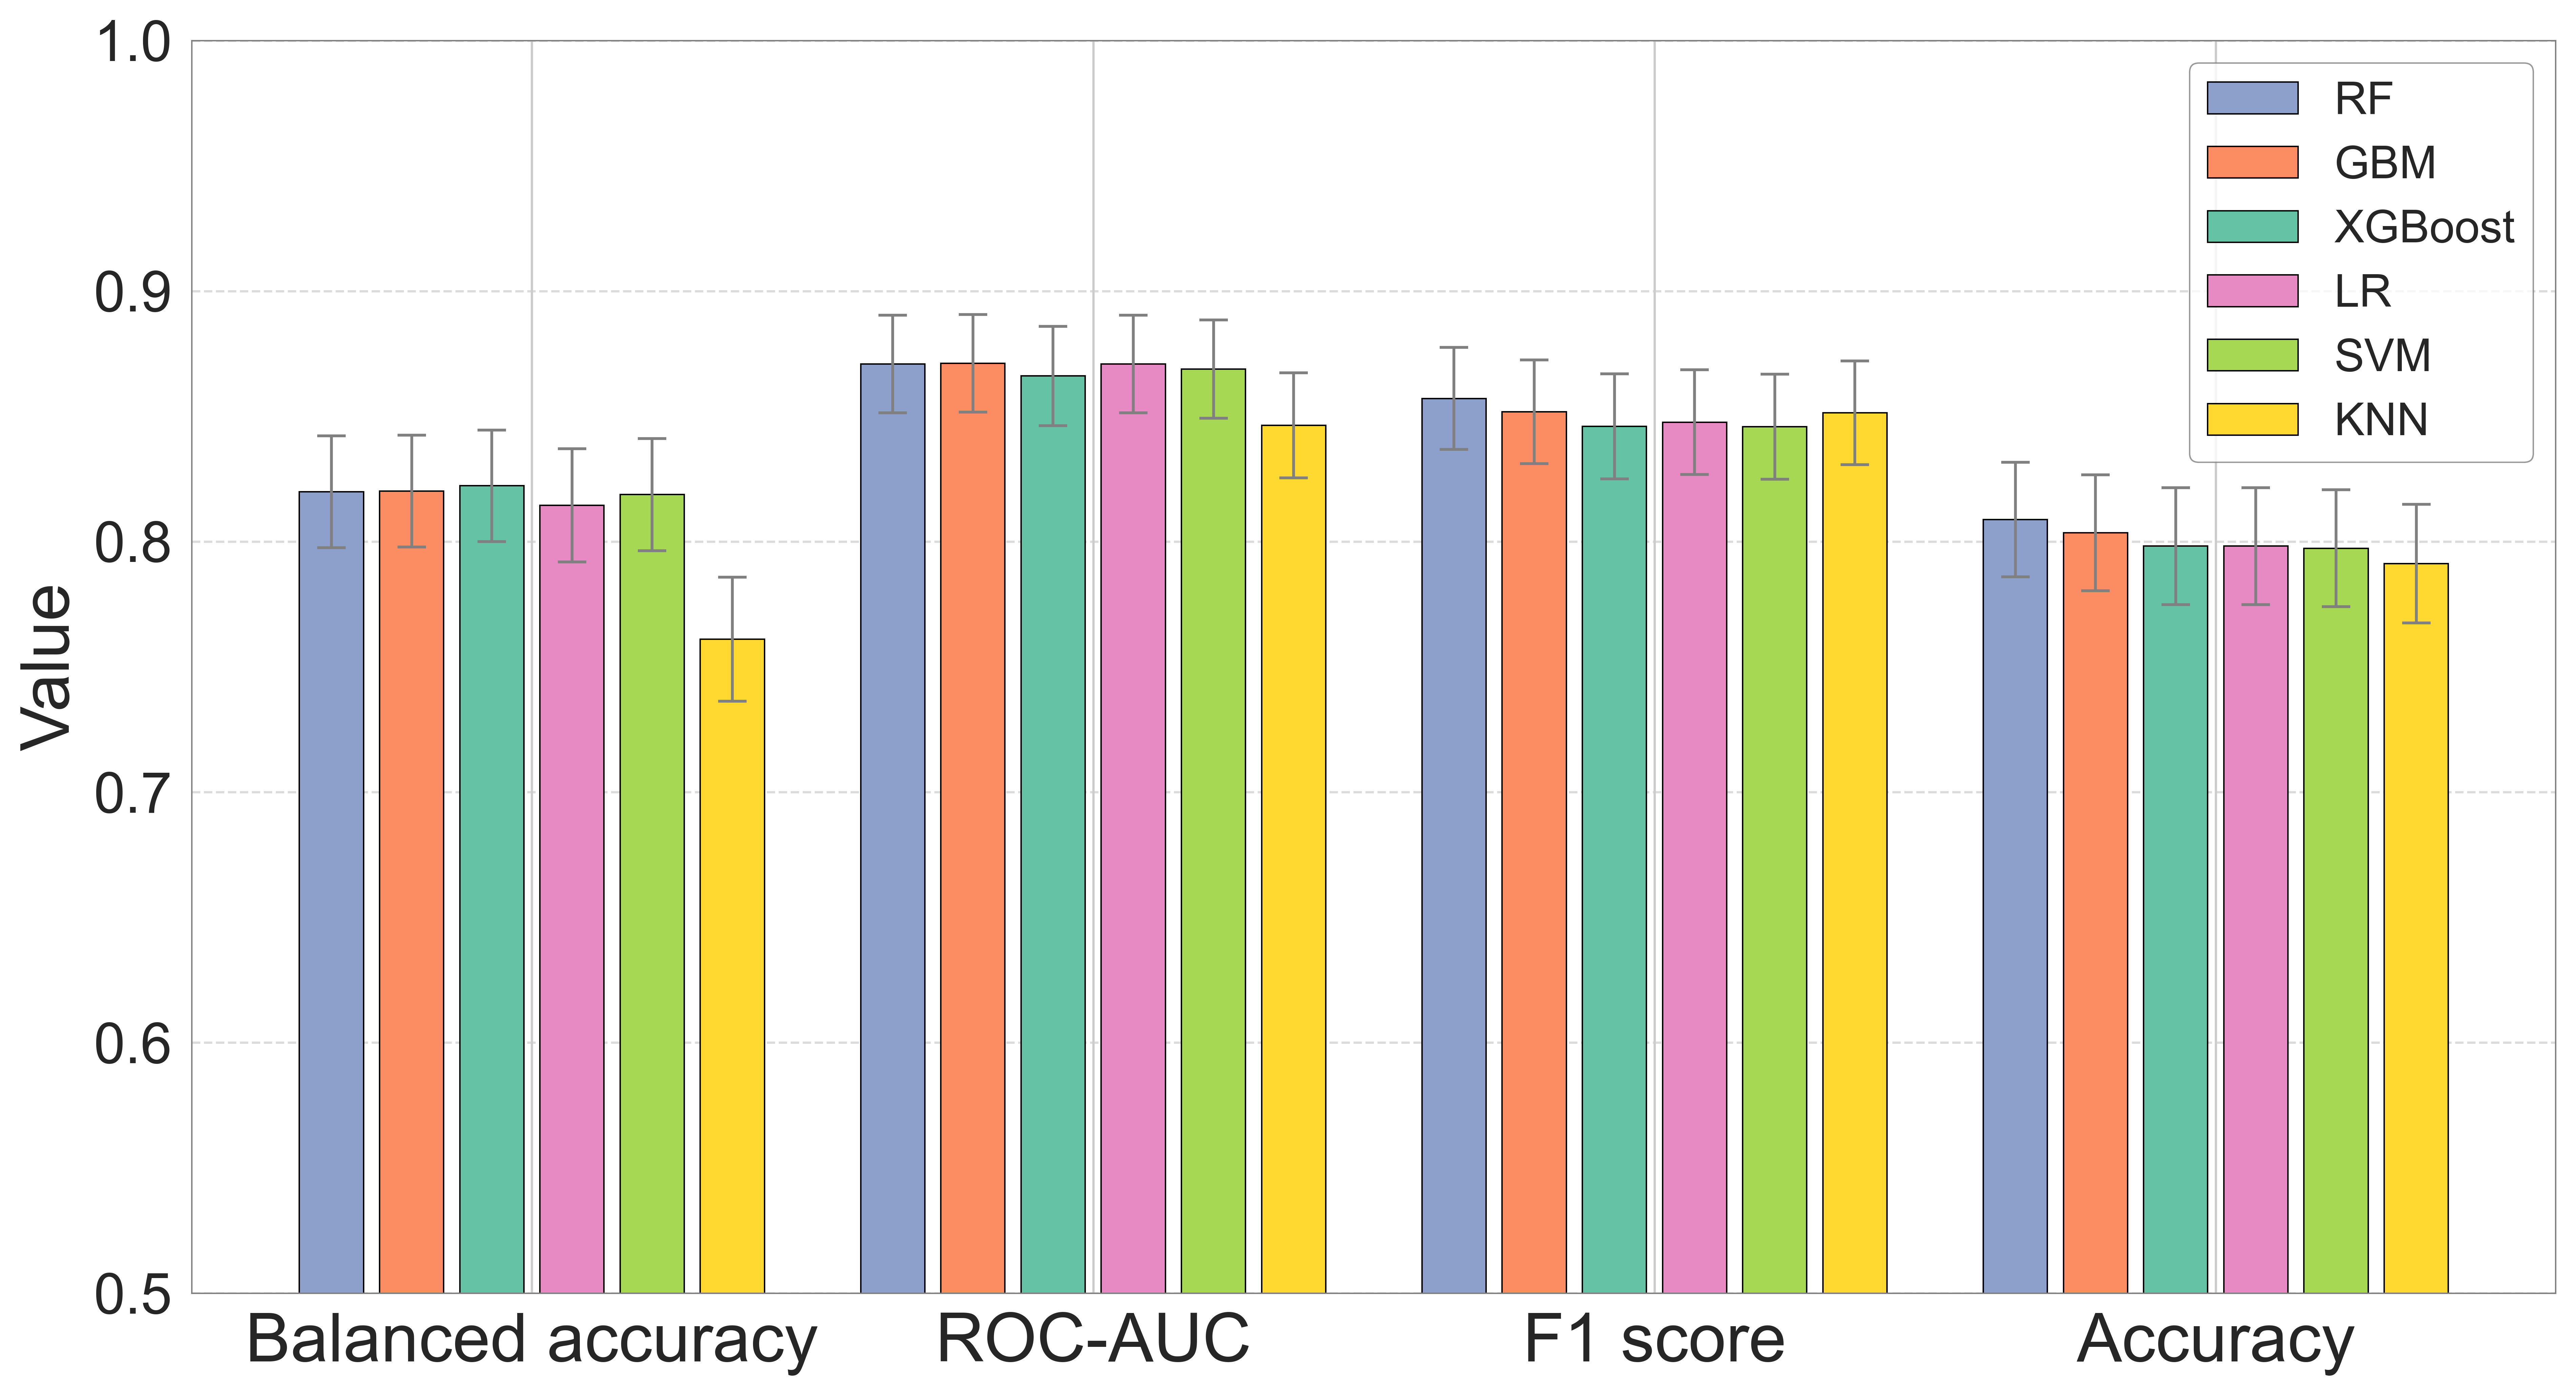 Value
1.0
0.9
0.8
0.7
0.6
0.5
Balanced accuracy
ROC-AUC
F1 score
Accuracy
RF
GBM
XGBoost
LR
SVM
KNN